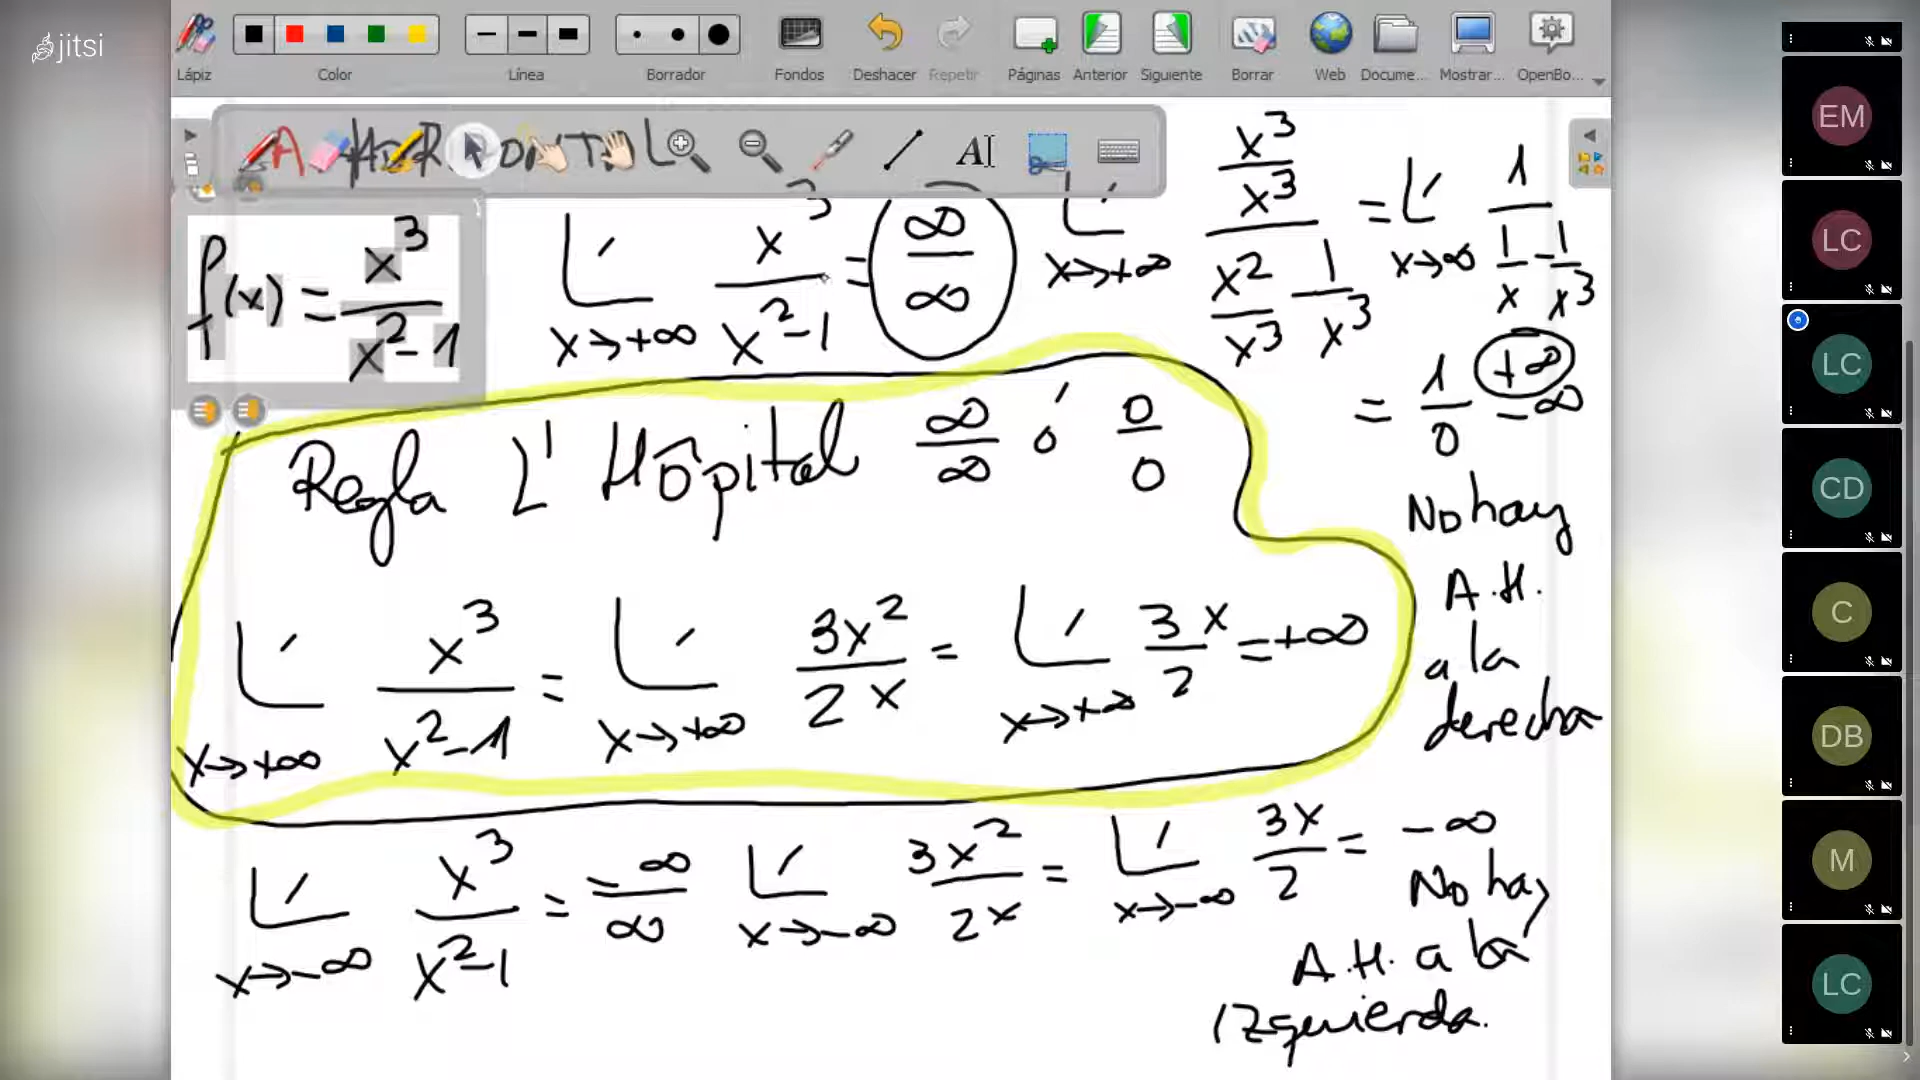 jitsi
Lápiz Color Línea Borrador Fondos Deshacer Repetir Páginas Anterior Siguiente Borrar Web Docume... Mostrar... OpenBo...
A HORIZONTAL
f(x) = x³/(x²-1)
L' x→+∞ x³/(x²-1) = ∞/∞ L' x→+∞ (x³/x³)/(x²/x³ - 1/x³) = L' x→∞ 1/(1/x - 1/x³)
= 1/0 = +∞ -∞
Regla L'Hôpital ∞/∞ ó 0/0
No hay
A.H.
a la
derecha
L' x→+∞ x³/(x²-1) = L' x→+∞ 3x²/2x = L' x→+∞ 3x/2 = +∞
L' x→-∞ x³/(x²-1) = -∞/∞ L' x→-∞ 3x²/2x = L' x→-∞ 3x/2 = -∞
No hay
A.H. a la
Izquierda.
EM
LC
LC
CD
C
DB
M
LC